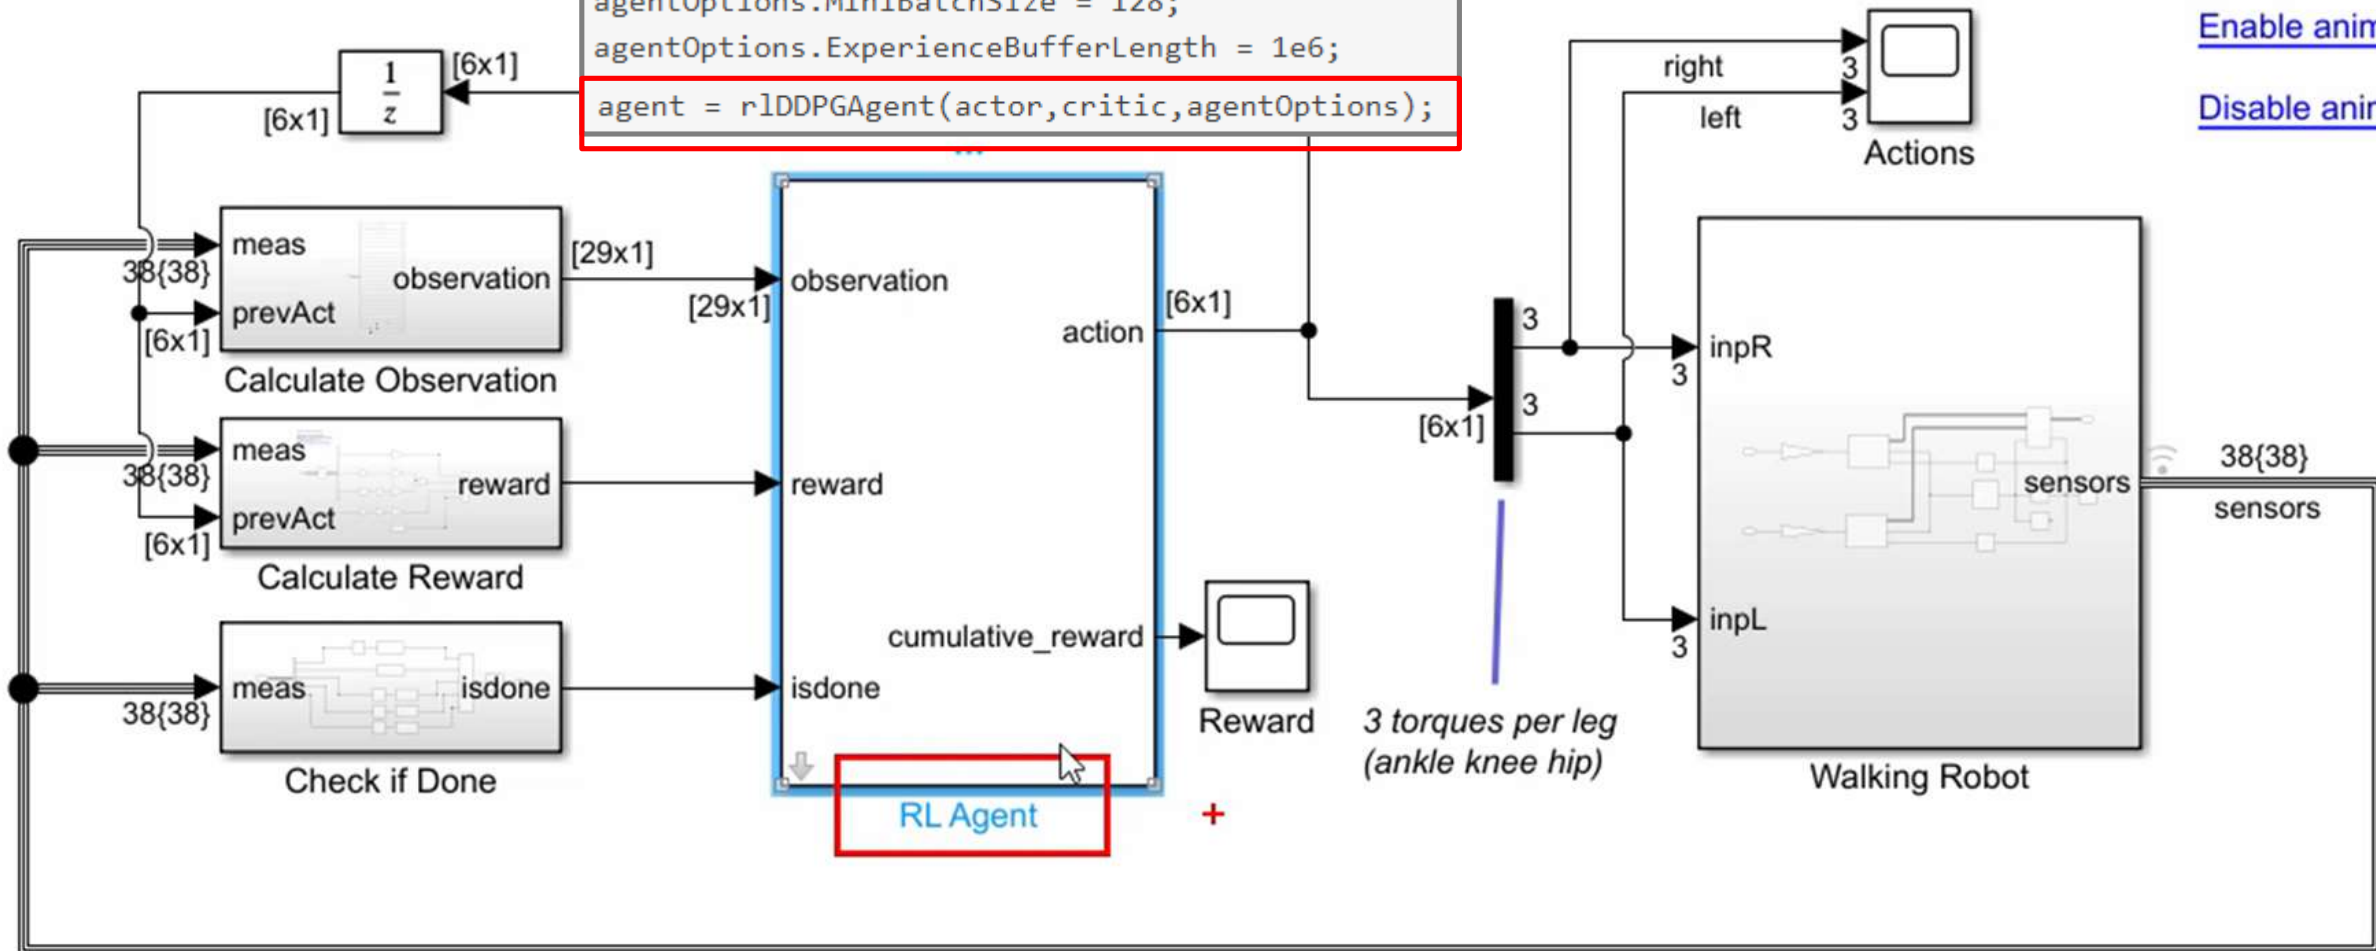 agentOptions.MiniBatchSize = 128;
agentOptions.ExperienceBufferLength = 1e6;
agent = rlDDPGAgent(actor,critic,agentOptions);
1
z
[6x1]
[6x1]
right
3
left
3
Actions
Enable anim
Disable anim
meas
38{38}
prevAct
[6x1]
observation
Calculate Observation
[29x1]
[29x1]
meas
38{38}
prevAct
[6x1]
reward
Calculate Reward
meas
38{38}
isdone
Check if Done
observation
reward
isdone
action
cumulative_reward
RL Agent
[6x1]
[6x1]
3
3
Reward
3 torques per leg
(ankle knee hip)
inpR
3
inpL
3
sensors
Walking Robot
38{38}
sensors